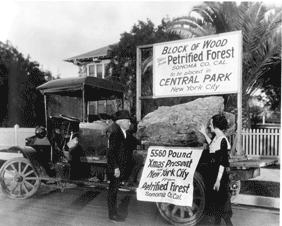 BLOCK OF WOOD
from
Petrified Forest
SONOMA CO. CAL.
to be placed in
CENTRAL PARK
New York City
5560 Pound
Xmas Present
to
New York City
from
Petrified Forest
Sonoma Co. Cal.